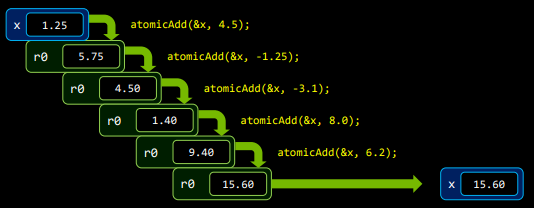 x 1.25 atomicAdd(&x, 4.5);
r0 5.75 atomicAdd(&x, -1.25);
r0 4.50 atomicAdd(&x, -3.1);
r0 1.40 atomicAdd(&x, 8.0);
r0 9.40 atomicAdd(&x, 6.2);
r0 15.60 x 15.60